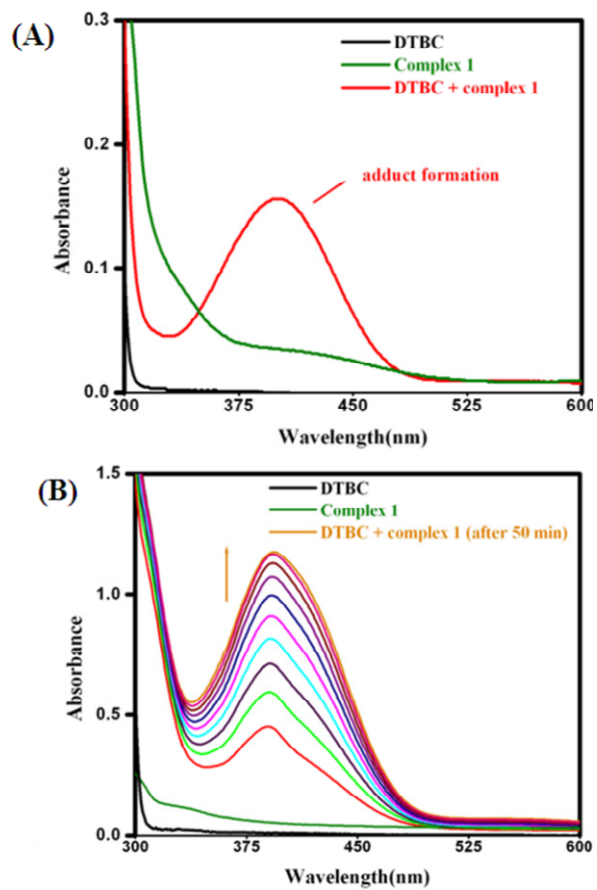 (A)
0.3
0.2
0.1
0.0
Absorbance
DTBC
Complex 1
DTBC + complex 1
adduct formation
300
375
450
525
600
Wavelength(nm)
(B)
1.5
1.0
0.5
0.0
Absorbance
DTBC
Complex 1
DTBC + complex 1 (after 50 min)
300
375
450
525
600
Wavelength(nm)